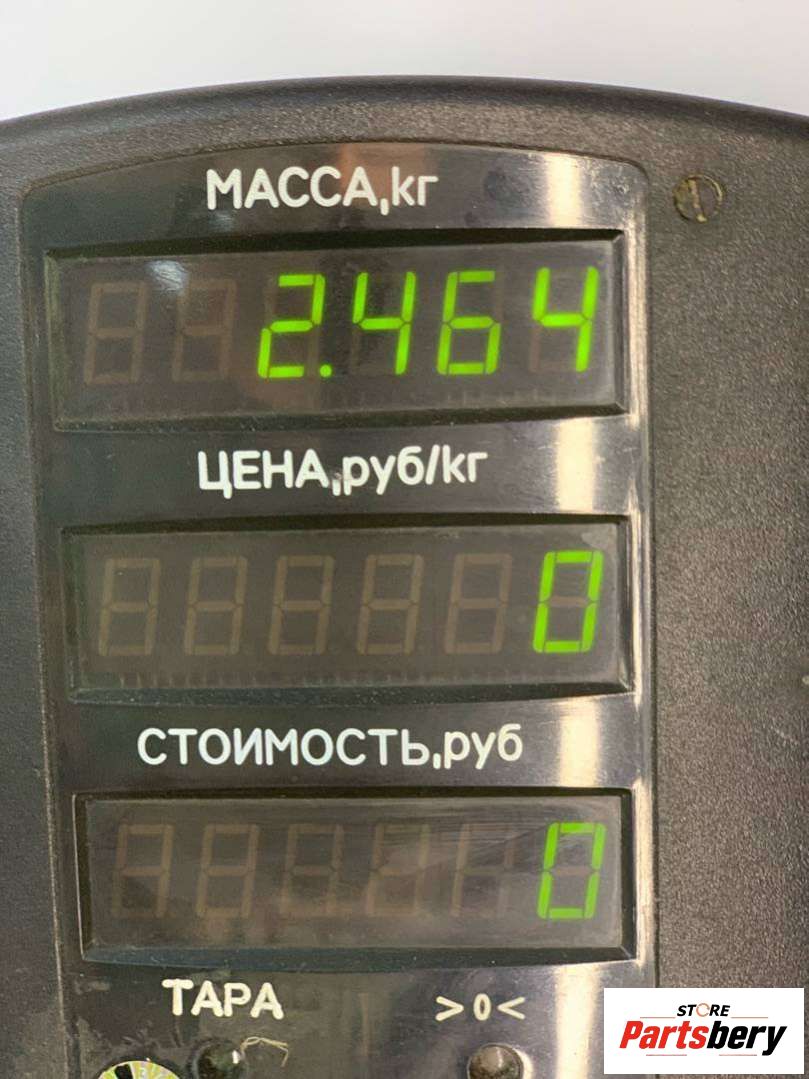 МАССА,кг
2.464
ЦЕНА,руб/кг
0
СТОИМОСТЬ,руб
0
ТАРА >0<
STORE
Partsbery